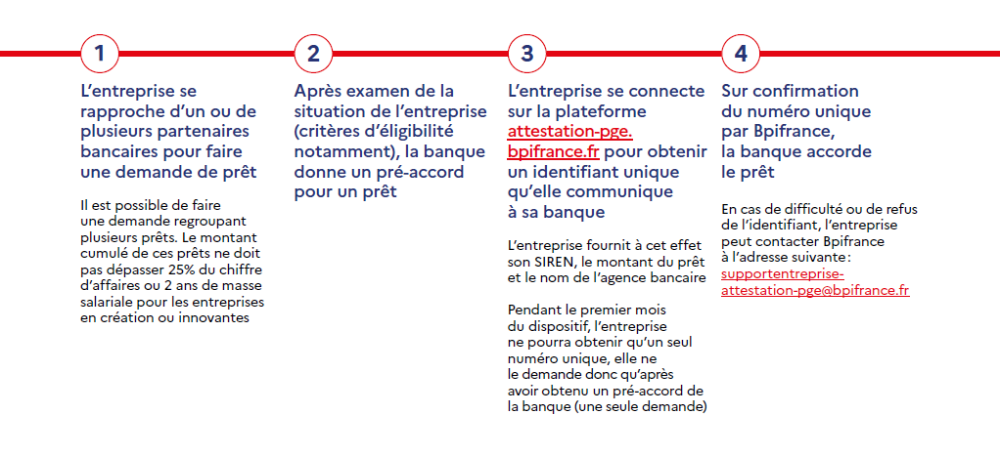 1
L’entreprise se
rapproche d’un ou de
plusieurs partenaires
bancaires pour faire
une demande de prêt
Il est possible de faire
une demande regroupant
plusieurs prêts. Le montant
cumulé de ces prêts ne doit
pas dépasser 25% du chiffre
d’affaires ou 2 ans de masse
salariale pour les entreprises
en création ou innovantes
2
Après examen de la
situation de l’entreprise
(critères d’éligibilité
notamment), la banque
donne un pré-accord
pour un prêt
3
L’entreprise se connecte
sur la plateforme
attestation-pge.
bpifrance.fr pour obtenir
un identifiant unique
qu’elle communique
à sa banque
L’entreprise fournit à cet effet
son SIREN, le montant du prêt
et le nom de l’agence bancaire
Pendant le premier mois
du dispositif, l’entreprise
ne pourra obtenir qu’un seul
numéro unique, elle ne
le demande donc qu’après
avoir obtenu un pré-accord de
la banque (une seule demande)
4
Sur confirmation
du numéro unique
par Bpifrance,
la banque accorde
le prêt
En cas de difficulté ou de refus
de l’identifiant, l’entreprise
peut contacter Bpifrance
à l’adresse suivante :
supportentreprise-
attestation-pge@bpifrance.fr